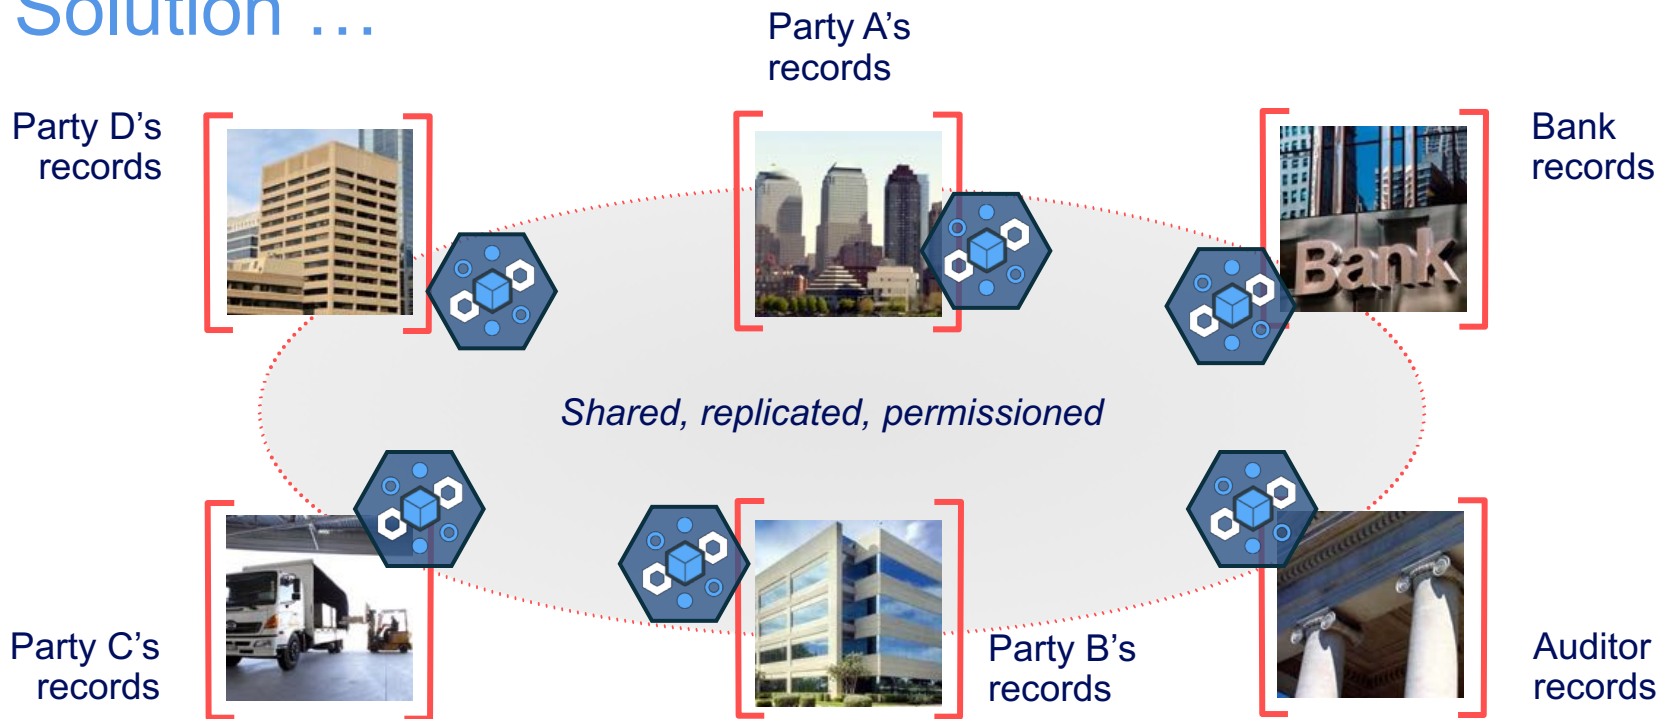 Solution ...
Party A’s
records
Party D’s
records
Bank
records
Bank
Shared, replicated, permissioned
Party C’s
records
Party B’s
records
Auditor
records